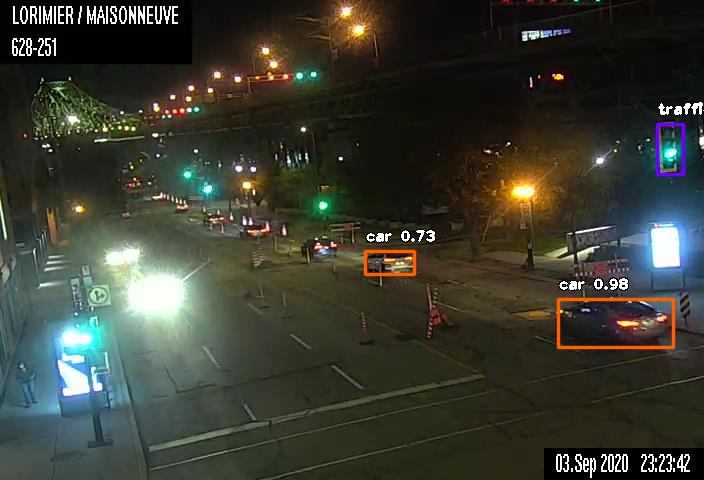 LORIMIER / MAISONNEUVE
628-251
traffi
car 0.73
car 0.98
03.Sep 2020 23:23:42